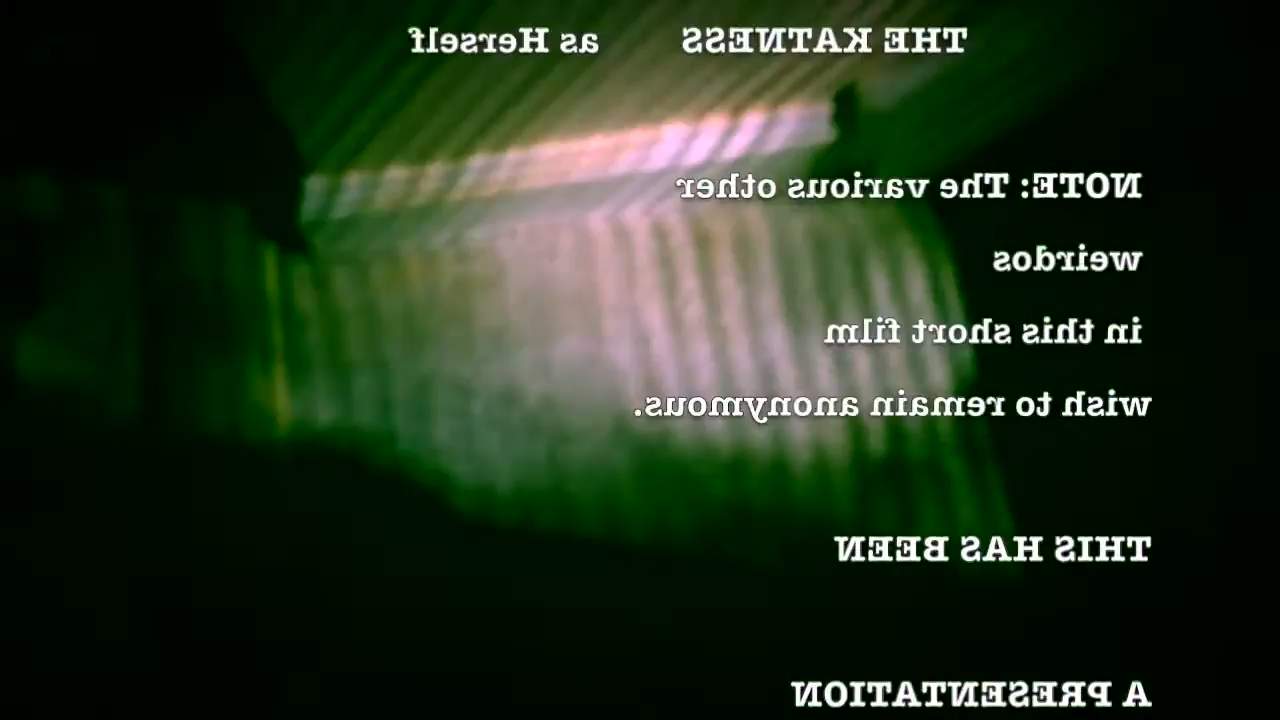 THE KATNESS as Herself
NOTE: The various other
weirdos
in this short film
wish to remain anonymous.
THIS HAS BEEN
A PRESENTATION